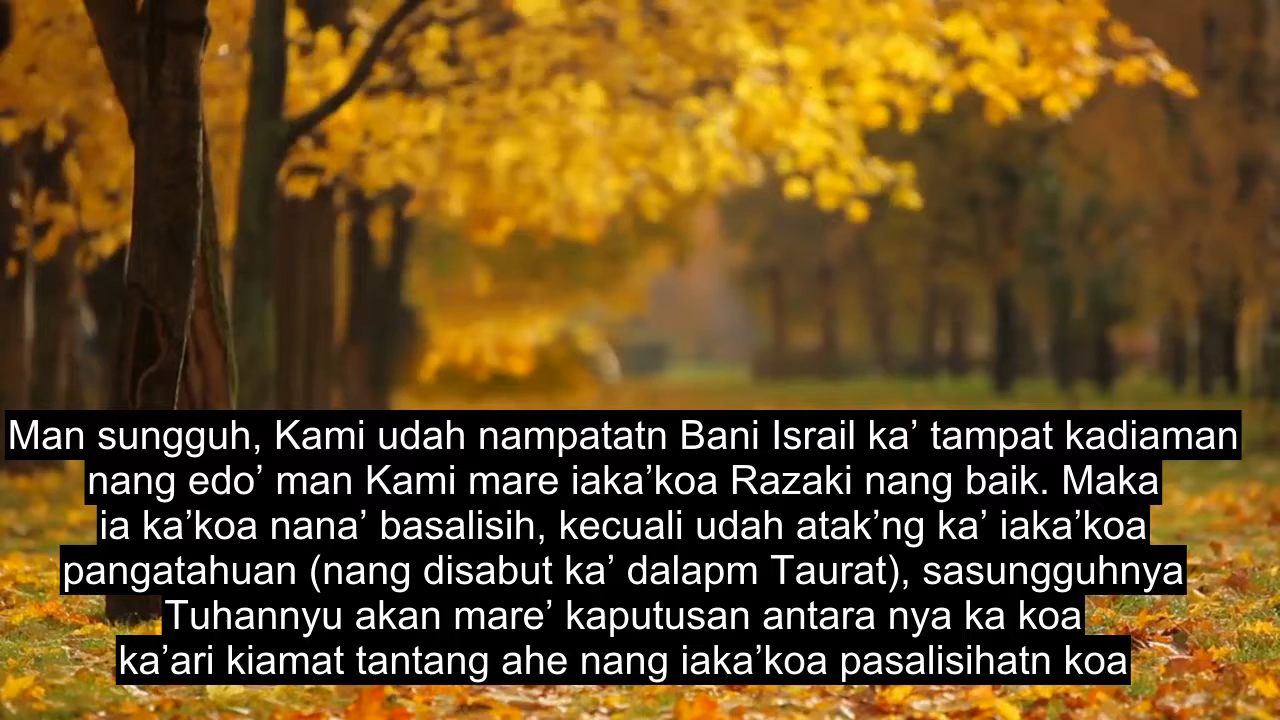 Man sungguh, Kami udah nampatatn Bani Israil ka’ tampat kadiaman
nang edo’ man Kami mare iaka’koa Razaki nang baik. Maka
ia ka’koa nana’ basalisih, kecuali udah atak’ng ka’ iaka’koa
pangatahuan (nang disabut ka’ dalapm Taurat), sasungguhnya
Tuhannyu akan mare’ kaputusan antara nya ka koa
ka’ari kiamat tantang ahe nang iaka’koa pasalisihatn koa